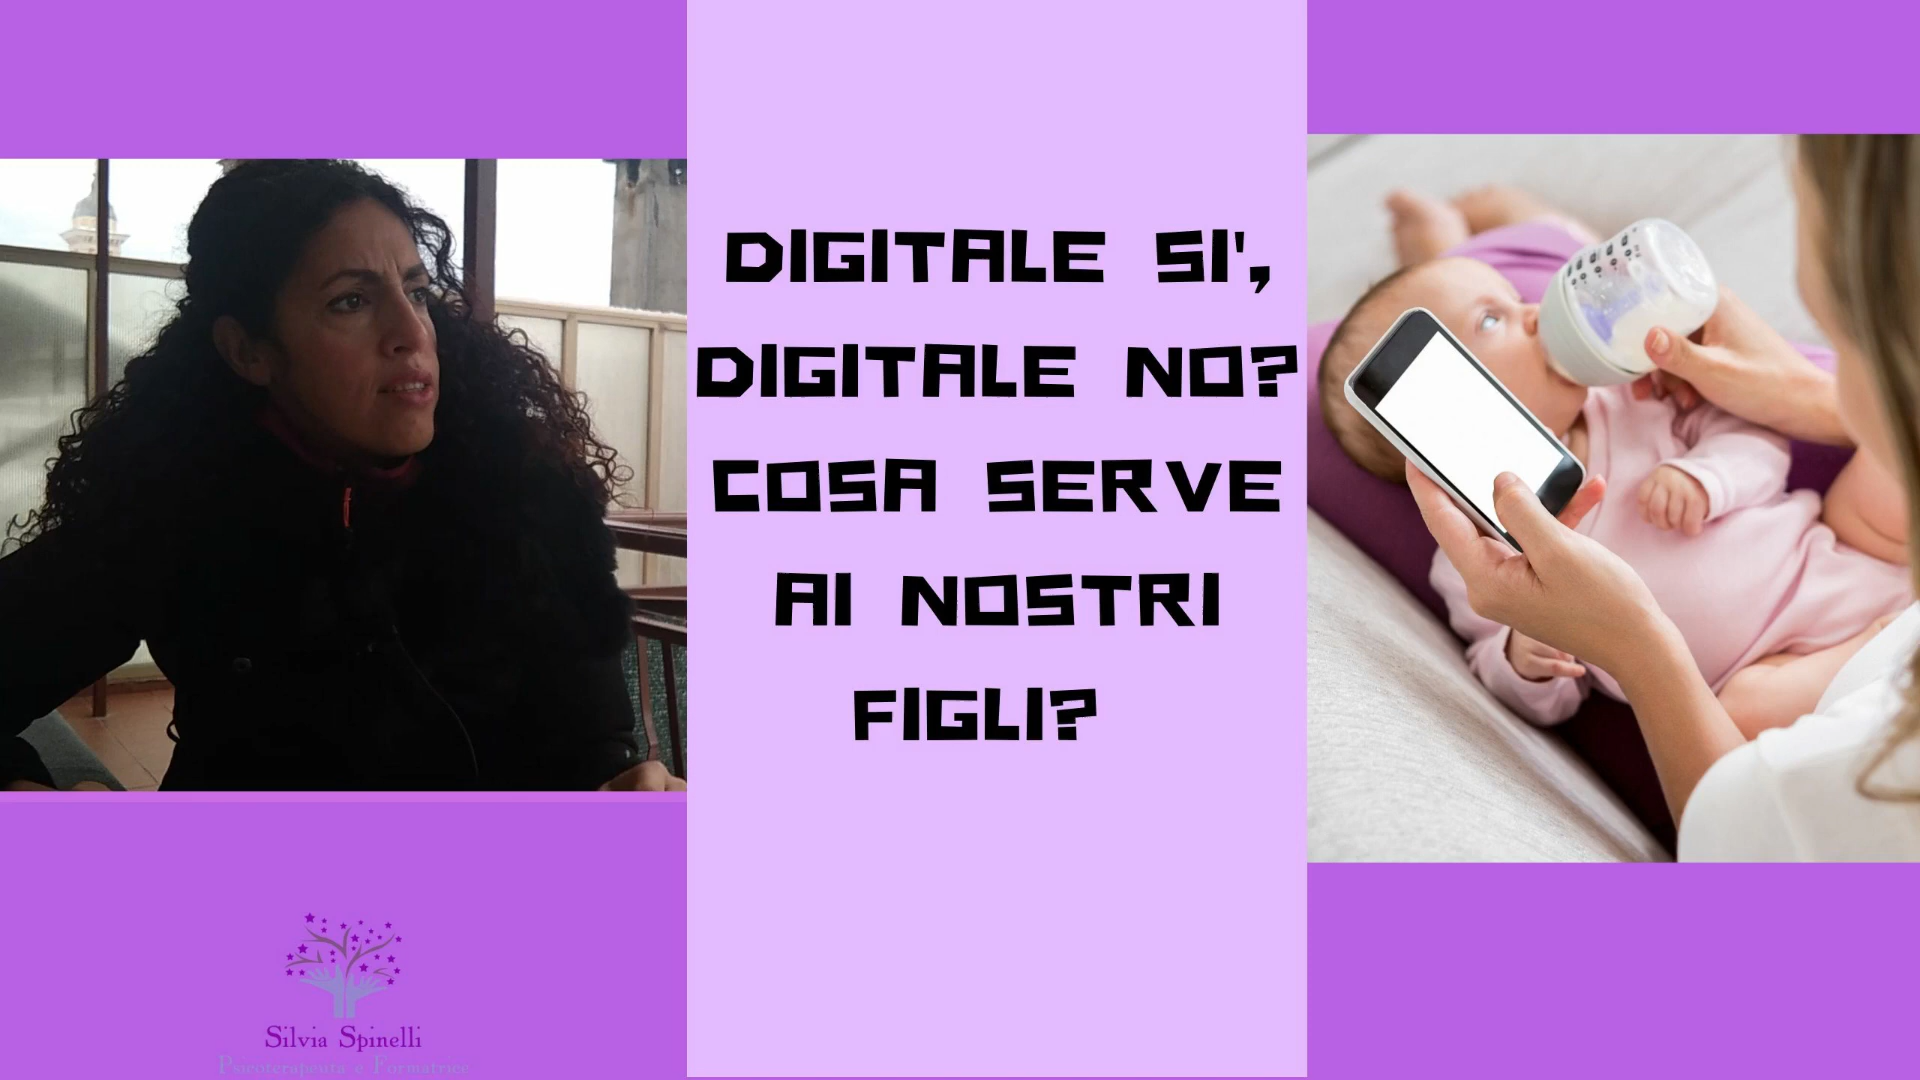 DIGITALE SI',
DIGITALE NO?
COSA SERVE
AI NOSTRI
FIGLI?
Silvia Spinelli
Psicoterapeuta e Formatrice